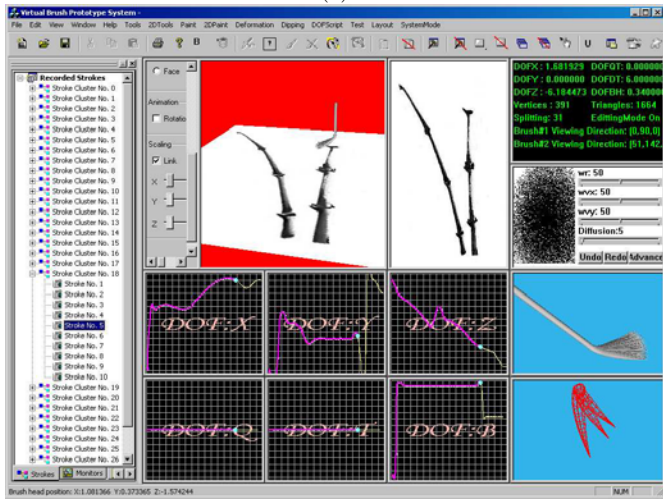 Virtual Brush Prototype System -
File Edit View Window Help Tools 2DTools Paint 2DPaint Deformation Dipping DOFScript Test Layout SystemMode
Recorded Strokes
Stroke Cluster No. 0
Stroke Cluster No. 1
Stroke Cluster No. 2
Stroke Cluster No. 3
Stroke Cluster No. 4
Stroke Cluster No. 5
Stroke Cluster No. 6
Stroke Cluster No. 7
Stroke Cluster No. 8
Stroke Cluster No. 9
Stroke Cluster No. 10
Stroke Cluster No. 11
Stroke Cluster No. 12
Stroke Cluster No. 13
Stroke Cluster No. 14
Stroke Cluster No. 15
Stroke Cluster No. 16
Stroke Cluster No. 17
Stroke Cluster No. 18
Stroke No. 1
Stroke No. 2
Stroke No. 3
Stroke No. 4
Stroke No. 5
Stroke No. 6
Stroke No. 7
Stroke No. 8
Stroke No. 9
Stroke No. 10
Stroke Cluster No. 19
Stroke Cluster No. 20
Stroke Cluster No. 21
Stroke Cluster No. 22
Stroke Cluster No. 23
Stroke Cluster No. 24
Stroke Cluster No. 25
Stroke Cluster No. 26
Strokes Monitors
Face
Animation
Rotatio
Scaling
Link
X
Y
Z
DOFX : 1.681929 DOFQT: 0.000000
DOFY : 0.000000 DOFDT: 6.000000
DOFZ : -6.184473 DOFBH: 0.340000
Vertices : 391 Triangles: 1664
Splitting: 31 EdittingMode On
Brush#1 Viewing Direction: [0,90,0]
Brush#2 Viewing Direction: [51,142,
wr: 50
wvx: 50
wvy: 50
Diffusion:5
Undo Redo Advance
DOF:X
DOF:Y
DOF:Z
DOF:Q
DOF:T
DOF:B
Brush head position: X:1.081366 Y:0.373365 Z:-1.574244
NUM